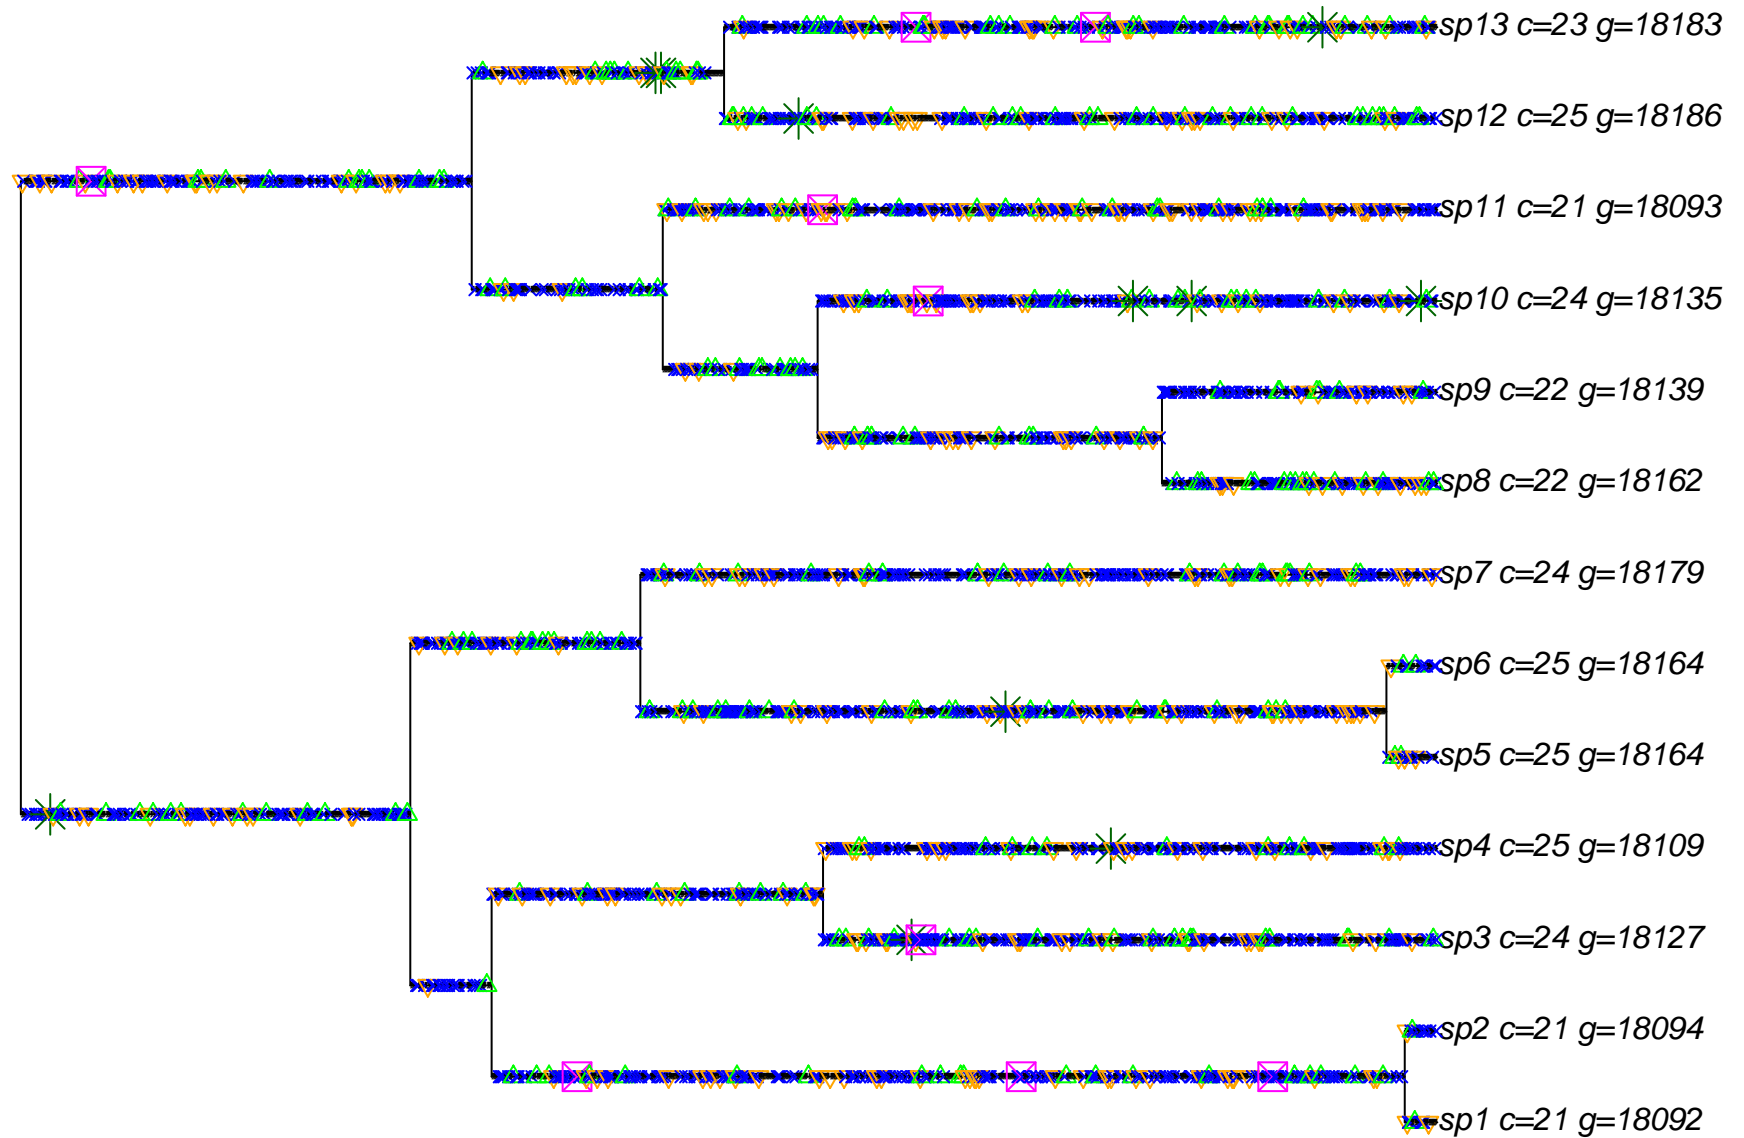 sp13 c=23 g=18183
sp12 c=25 g=18186
sp11 c=21 g=18093
sp10 c=24 g=18135
sp9 c=22 g=18139
sp8 c=22 g=18162
sp7 c=24 g=18179
sp6 c=25 g=18164
sp5 c=25 g=18164
sp4 c=25 g=18109
sp3 c=24 g=18127
sp2 c=21 g=18094
sp1 c=21 g=18092